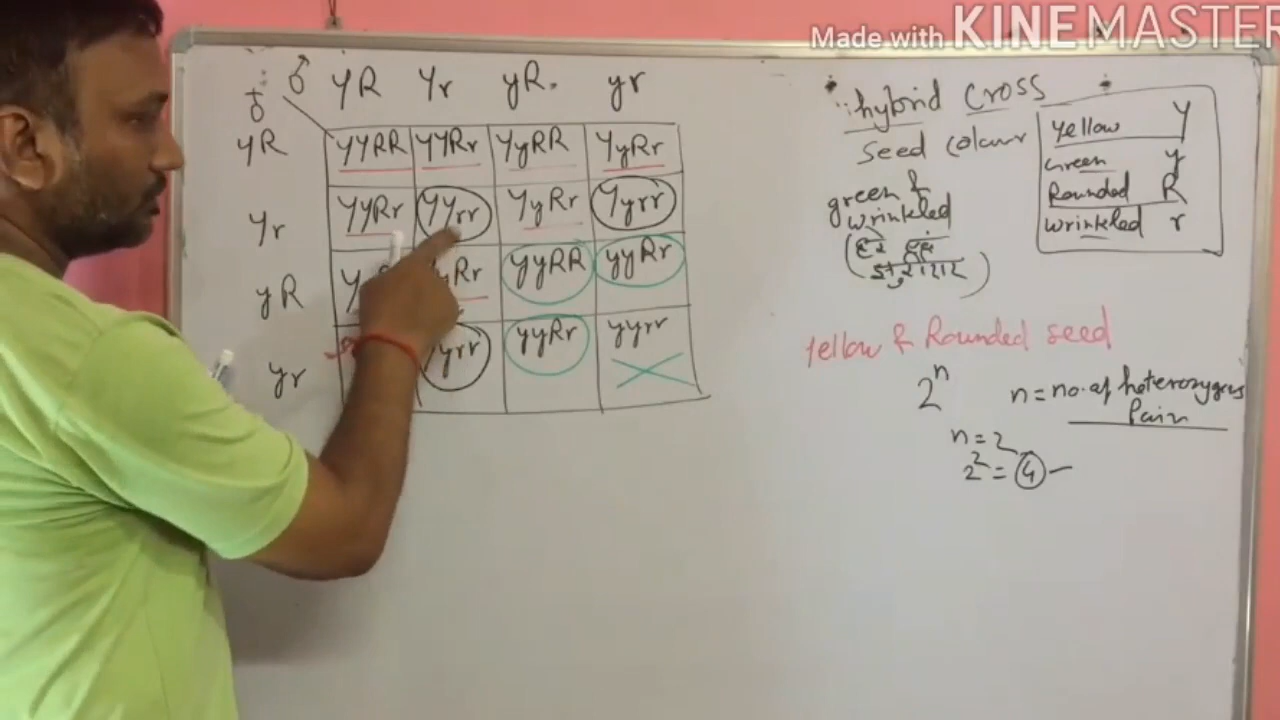 Made with KINEMASTER
♂ YR Yr yR. yr
♀
YR YYRR YYRr YyRR YyRr
Yr YYRr YYrr YyRr Yyrr
yR yyRR yyRr
yr yyRr yyrr
hybrid Cross
Seed colour
green &
wrinkled
Yellow Y
Green y
Rounded R
Wrinkled r
Yellow & Rounded seed
2ⁿ n = no. of heterozygous
Pair
n = 2
2² = 4 –